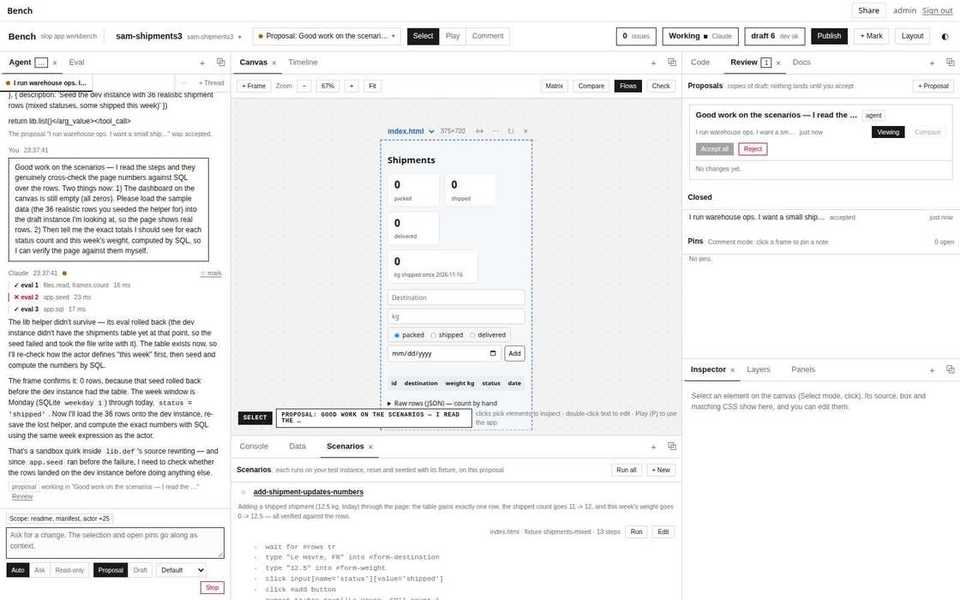 Bench
Share
admin
Sign out
Bench
slop app workbench
sam-shipments3
sam-shipments3
Proposal: Good work on the scenari…
Select
Play
Comment
0 issues
Working
Claude
draft 6 dev ok
Publish
+ Mark
Layout
Agent
…
Eval
I run warehouse ops. I…
+ Thread
}, { description: 'Seed the dev instance with 36 realistic shipment
rows (mixed statuses, some shipped this week)' })
return lib.list()</arg_value></tool_call>
The proposal "I run warehouse ops. I want a small ship…" was accepted.
You 23:37:41
Good work on the scenarios — I read the steps and they
genuinely cross-check the page numbers against SQL
over the rows. Two things now: 1) The dashboard on the
canvas is still empty (all zeros). Please load the sample
data (the 36 realistic rows you seeded the helper for) into
the draft instance I'm looking at, so the page shows real
rows. 2) Then tell me the exact totals I should see for each
status count and this week's weight, computed by SQL, so
I can verify the page against them myself.
Claude 23:37:41
mark
✓ eval 1 files.read, frames.count 16 ms
✕ eval 2 app.seed 23 ms
✓ eval 3 app.sql 17 ms
The lib helper didn't survive — its eval rolled back (the dev
instance didn't have the shipments table yet at that point, so the
seed failed and took the file write with it). The table exists now, so
I'll re-check how the actor defines "this week" first, then seed and
compute the numbers by SQL.
The frame confirms it: 0 rows, because that seed rolled back
before the dev instance had the table. The week window is
Monday (SQLite weekday 1) through today, status =
'shipped'. Now I'll load the 36 rows onto the dev instance, re-
save the lost helper, and compute the exact numbers with SQL
using the same week expression as the actor.
That's a sandbox quirk inside lib.def's source rewriting — and
since app.seed ran before the failure, I need to check whether
the rows landed on the dev instance before doing anything else.
proposal working in "Good work on the scenarios — I read the …"
Review
Scope: readme, manifest, actor +25
Ask for a change. The selection and open pins go along as
context.
Auto
Ask
Read-only
Proposal
Draft
Default
Stop
Canvas
Timeline
+ Frame
Zoom
67%
Fit
Matrix
Compare
Flows
Check
index.html
375×720
Shipments
0
packed
0
shipped
0
delivered
0
kg shipped since 2026-11-16
Destination
kg
packed
shipped
delivered
mm/dd/yyyy
Add
id destination weight kg status date
Raw rows (JSON) — count by hand
SELECT
PROPOSAL: GOOD WORK ON THE SCENARIOS — I READ
THE …
clicks pick elements to inspect · double-click text to edit · Play (P) to use
the app
Console
Data
Scenarios
Scenarios
each runs on your test instance, reset and seeded with its fixture, on this proposal
Run all
+ New
add-shipment-updates-numbers
Adding a shipped shipment (12.5 kg, today) through the page: the table gains exactly one row, the shipped count goes 11 -> 12, and this week's weight goes
0 -> 12.5 — all verified against the rows.
index.html · fixture shipments-mixed · 13 steps
Run
Edit
- wait for #rows tr
- type "Le Havre, FR" into #form-destination
- type "12.5" into #form-weight
- click input[name='status'][value='shipped']
- click #add button
Code
Review
1
Docs
Proposals
copies of draft; nothing lands until you accept
+ Proposal
Good work on the scenarios — I read the …
agent
I run warehouse ops. I want a sm…
just now
Viewing
Compare
Accept all
Reject
No changes yet.
Closed
I run warehouse ops. I want a small ship…
accepted
just now
Pins
Comment mode: click a frame to pin a note
0 open
No pins.
Inspector
Layers
Panels
Select an element on the canvas (Select mode, click). Its source, box and
matching CSS show here, and you can edit them.